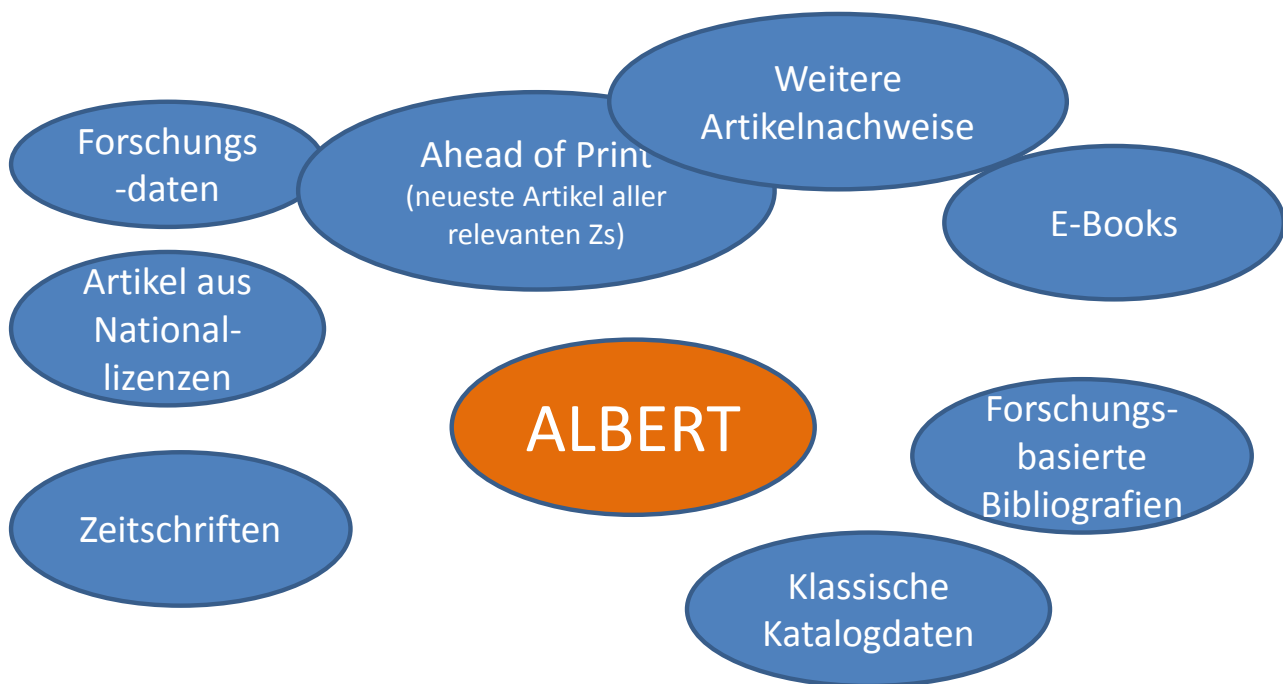 Weitere
Artikelnachweise
Forschungs
-daten
Ahead of Print
(neueste Artikel aller
relevanten Zs)
E-Books
Artikel aus
National-
lizenzen
ALBERT
Forschungs-
basierte
Bibliografien
Zeitschriften
Klassische
Katalogdaten